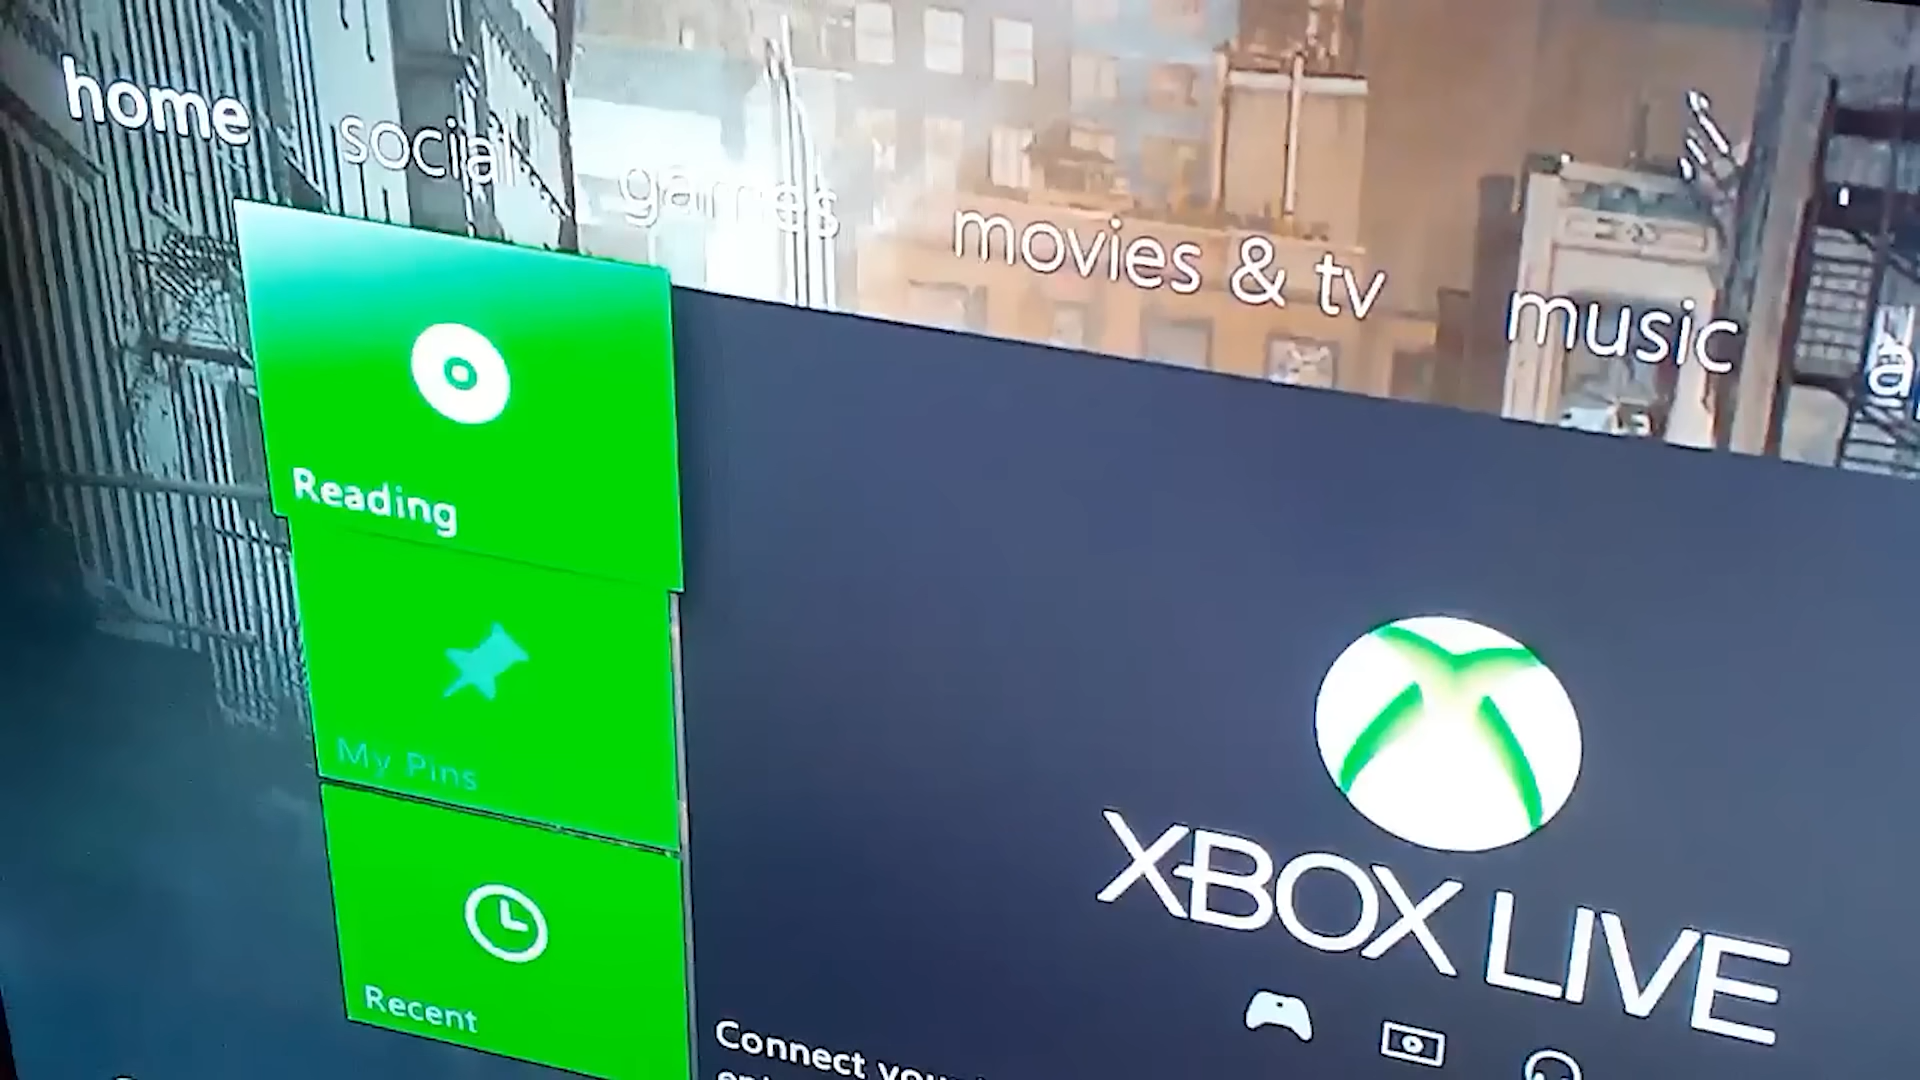 home
social
games
movies & tv
music
Reading
My Pins
Recent
XBOX LIVE
Connect